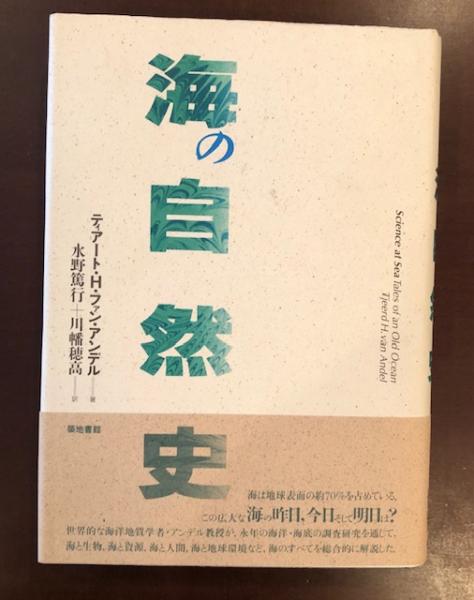 海の自然史
ティアート・H・ファン・アンデル──著
水野篤行+川幡穂高──訳
Science at Sea Tales of an Old Ocean
Tjeerd H. van Andel
築地書館
海は地球表面の約70%を占めている。
この広大な海の昨日,今日そして明日は?
世界的な海洋地質学者・アンデル教授が、永年の海洋・海底の調査研究を通じて、
海と生物,海と資源,海と人間,海と地球環境など、海のすべてを総合的に解説した。